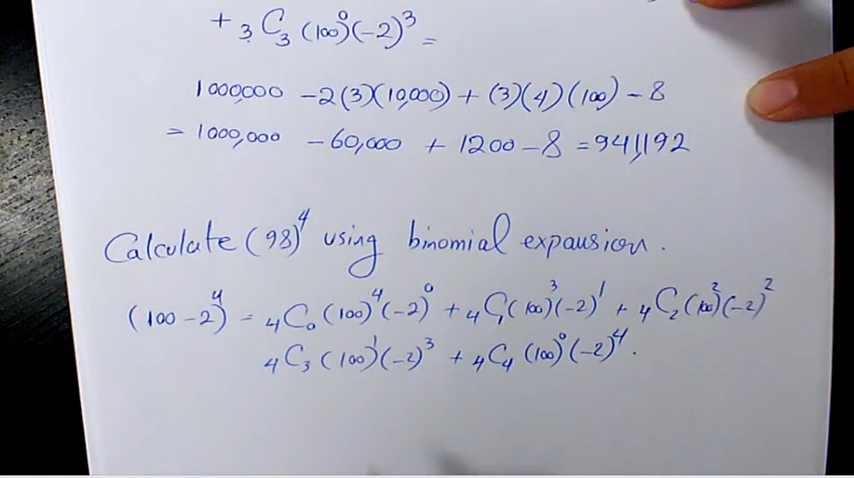 + ₃C₃ (100)⁰(-2)³ =
1000,000 - 2(3)(10,000) + (3)(4)(100) - 8
= 1000,000 - 60,000 + 1200 - 8 = 941,192
Calculate (98)⁴ using binomial expansion.
(100 - 2)⁴ = ₄C₀ (100)⁴(-2)⁰ + ₄C₁ (100)³(-2)¹ + ₄C₂ (100)²(-2)²
₄C₃ (100)¹(-2)³ + ₄C₄ (100)⁰(-2)⁴.